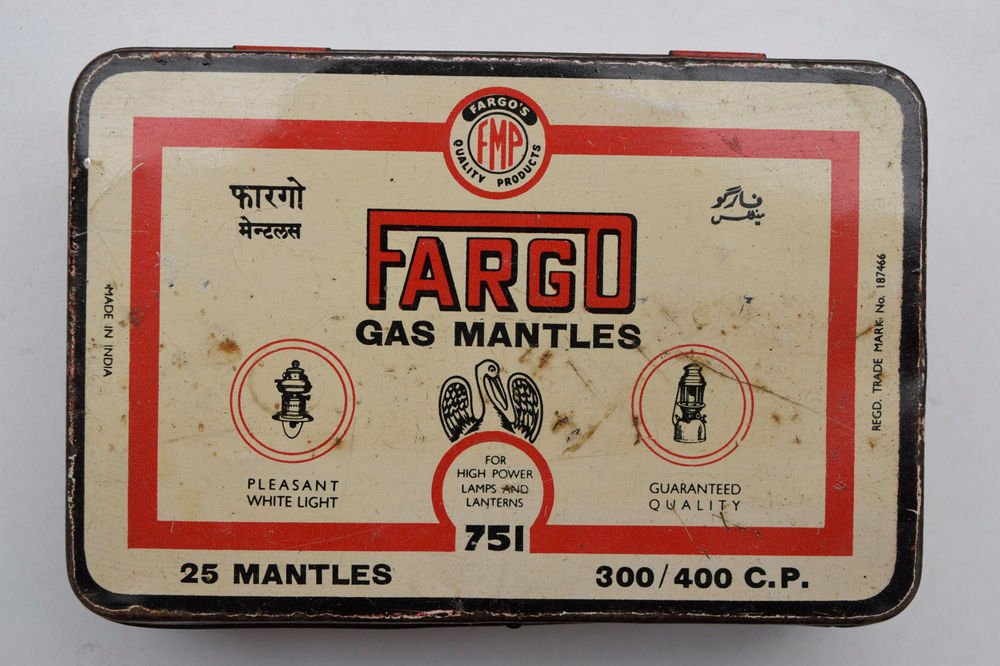 FARGO'S
FMP
QUALITY PRODUCTS
फारगो
मेन्टलस
فارگو
مینٹلس
FARGO
GAS MANTLES
MADE IN INDIA
REGD. TRADE MARK No. 187466
PLEASANT
WHITE LIGHT
FOR
HIGH POWER
LAMPS AND
LANTERNS
751
GUARANTEED
QUALITY
25 MANTLES
300/400 C.P.